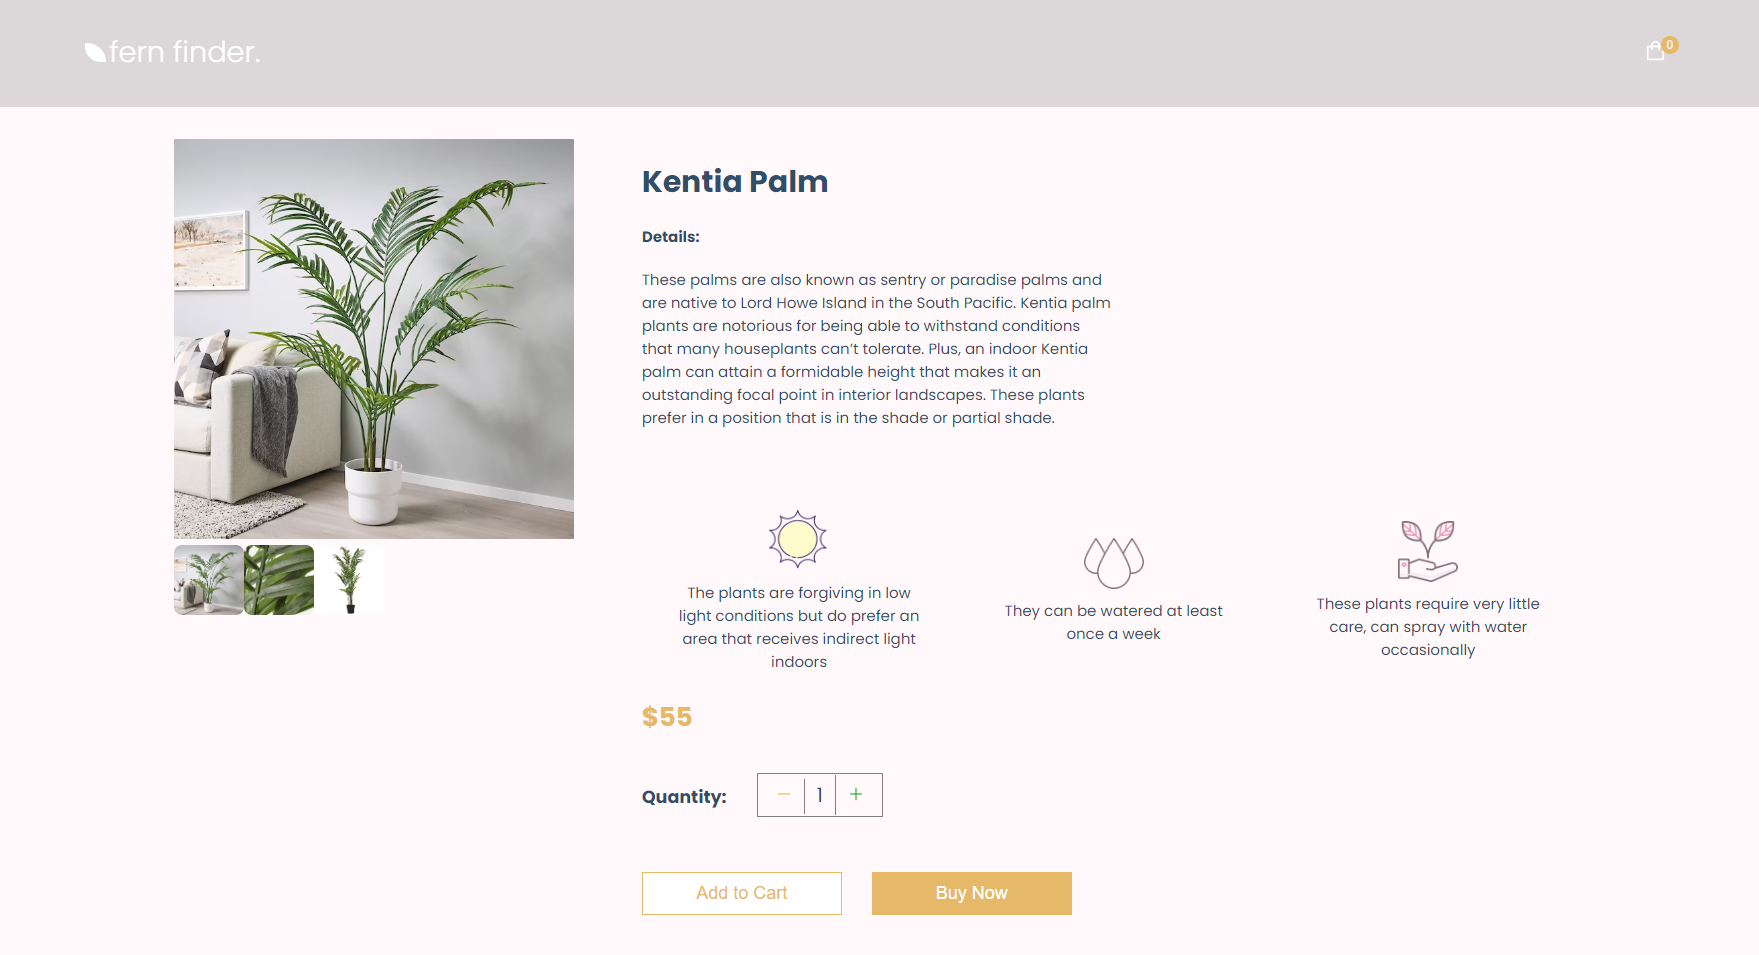 fern finder.
0
Kentia Palm
Details:
These palms are also known as sentry or paradise palms and
are native to Lord Howe Island in the South Pacific. Kentia palm
plants are notorious for being able to withstand conditions
that many houseplants can’t tolerate. Plus, an indoor Kentia
palm can attain a formidable height that makes it an
outstanding focal point in interior landscapes. These plants
prefer in a position that is in the shade or partial shade.
The plants are forgiving in low
light conditions but do prefer an
area that receives indirect light
indoors
They can be watered at least
once a week
These plants require very little
care, can spray with water
occasionally
$55
Quantity: − 1 +
Add to Cart
Buy Now